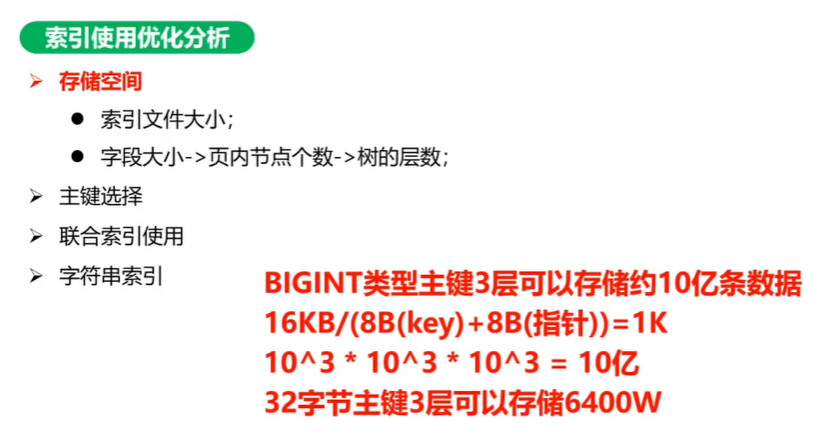 索引使用优化分析
存储空间
索引文件大小；
字段大小->页内节点个数->树的层数；
主键选择
联合索引使用
字符串索引
BIGINT类型主键3层可以存储约10亿条数据
16KB/(8B(key)+8B(指针))=1K
10^3 * 10^3 * 10^3 = 10亿
32字节主键3层可以存储6400W